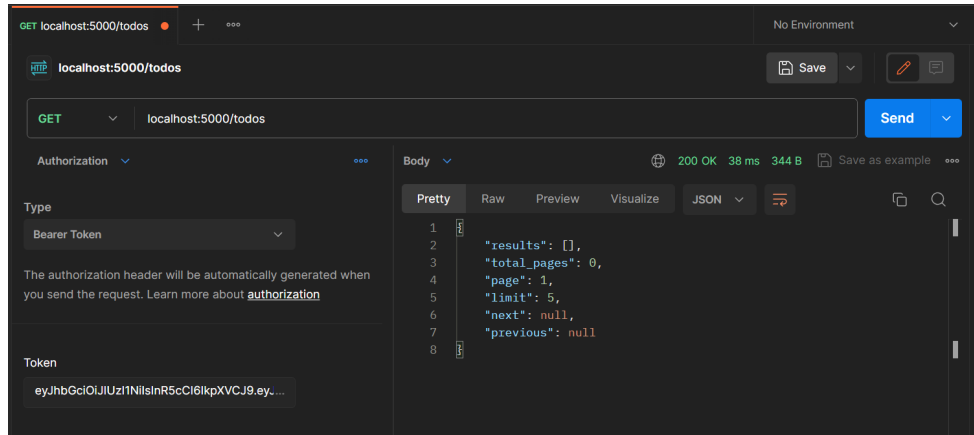 GET localhost:5000/todos
No Environment
HTTP localhost:5000/todos
Save
GET localhost:5000/todos
Send
Authorization
Body
200 OK 38 ms 344 B Save as example
Type
Bearer Token
The authorization header will be automatically generated when
you send the request. Learn more about authorization
Token
eyJhbGciOiJIUzI1NiIsInR5cCI6IkpXVCJ9.eyJ...
Pretty Raw Preview Visualize JSON
1 {
2 "results": [],
3 "total_pages": 0,
4 "page": 1,
5 "limit": 5,
6 "next": null,
7 "previous": null
8 }